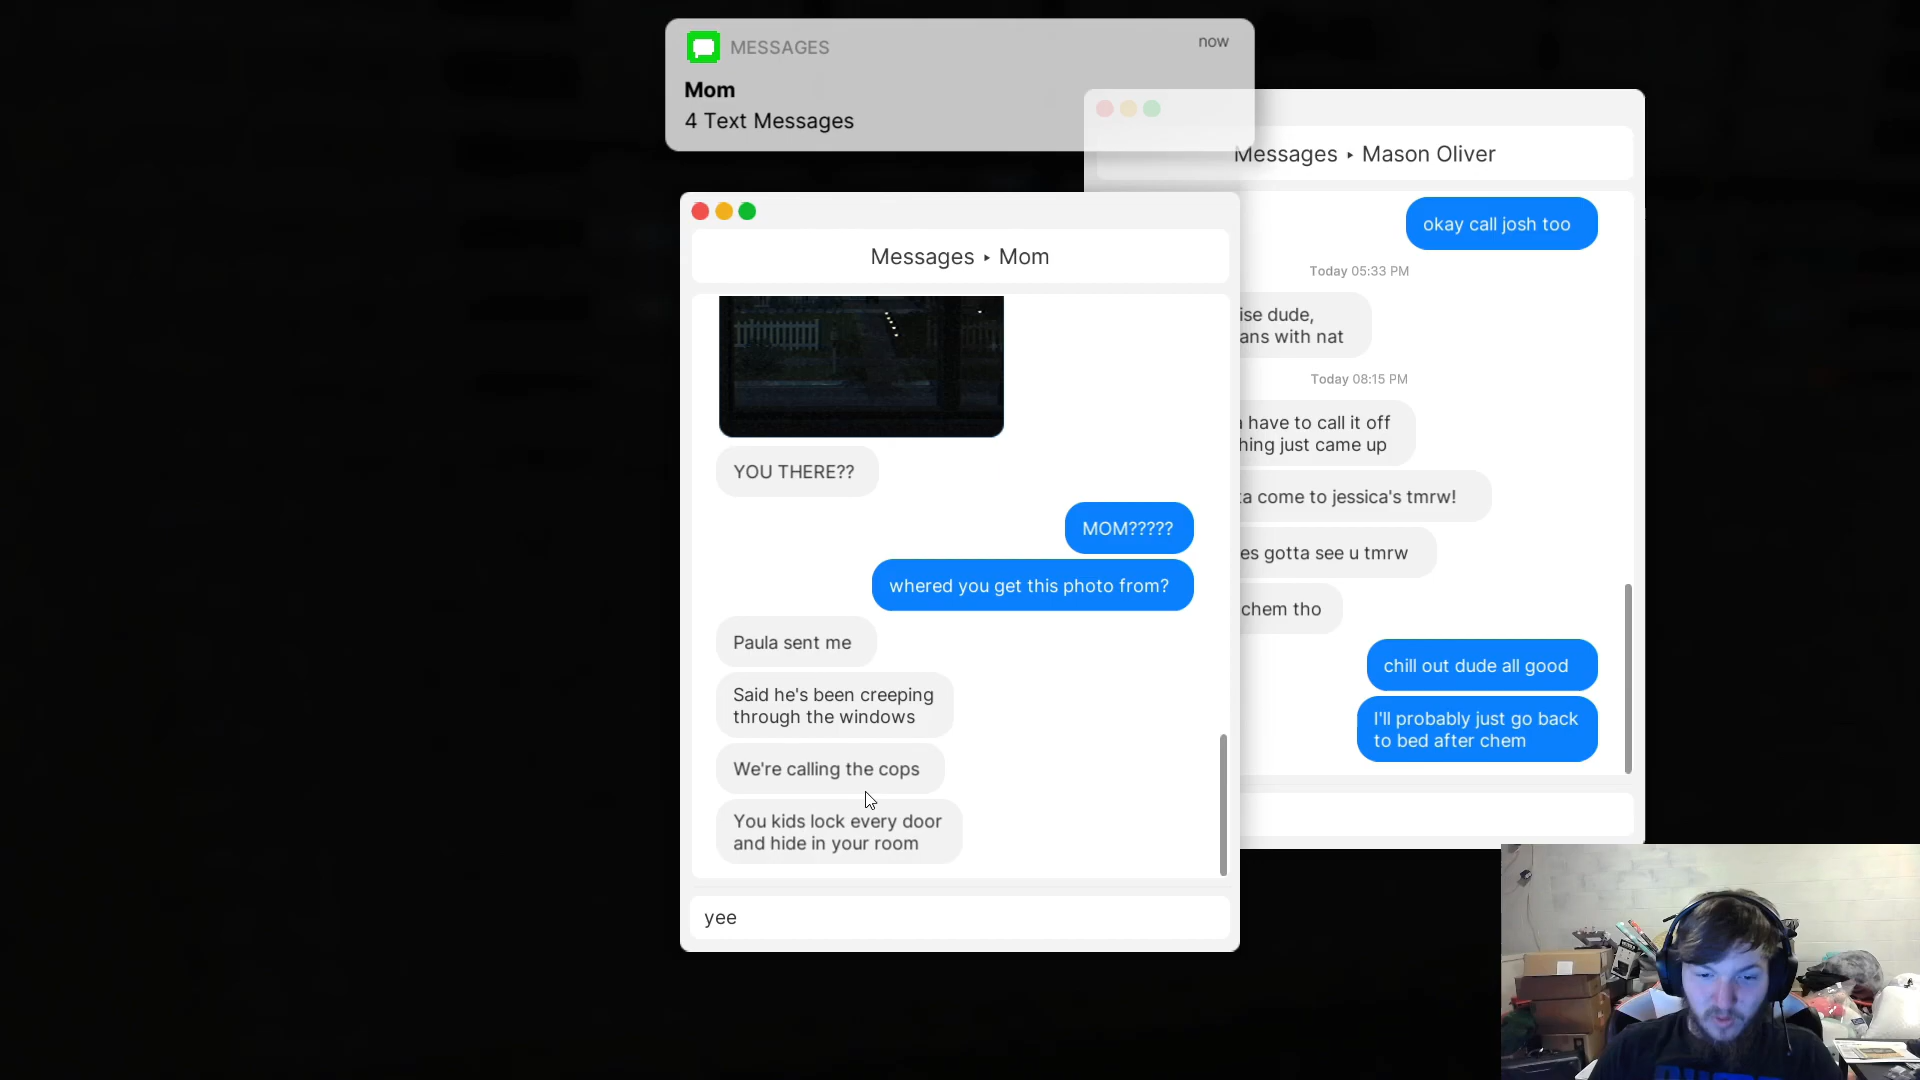 MESSAGES
now
Mom
4 Text Messages
Messages ‣ Mason Oliver
okay call josh too
Today 05:33 PM
dude,
with nat
Today 08:15 PM
have to call it off
just came up
come to jessica's tmrw!
gotta see u tmrw
chem tho
chill out dude all good
I'll probably just go back
to bed after chem
Messages ‣ Mom
YOU THERE??
MOM?????
whered you get this photo from?
Paula sent me
Said he's been creeping
through the windows
We're calling the cops
You kids lock every door
and hide in your room
yee